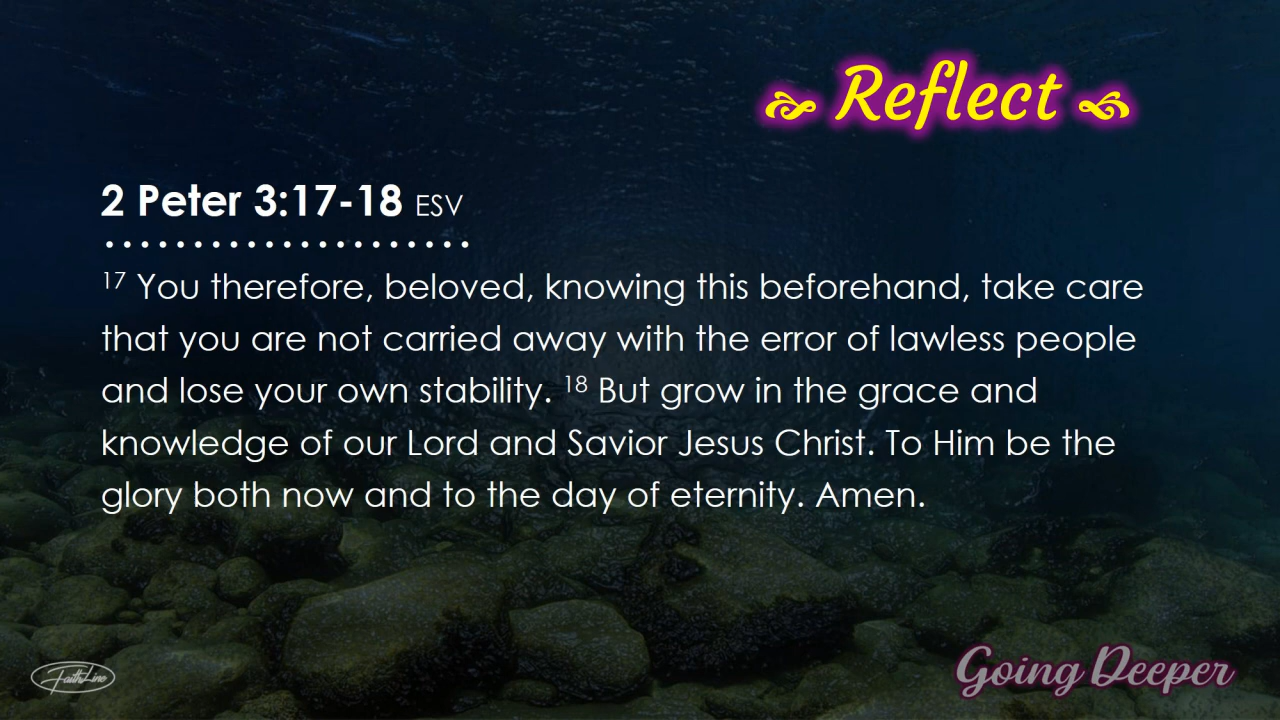 Reflect
2 Peter 3:17-18 ESV
17 You therefore, beloved, knowing this beforehand, take care
that you are not carried away with the error of lawless people
and lose your own stability. 18 But grow in the grace and
knowledge of our Lord and Savior Jesus Christ. To Him be the
glory both now and to the day of eternity. Amen.
FaithLine
Going Deeper